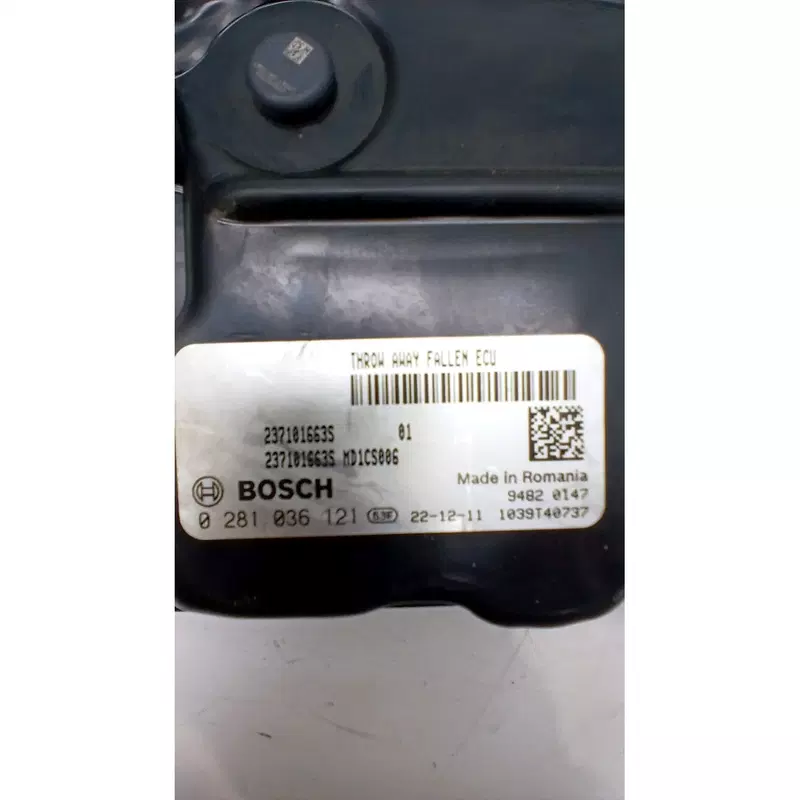 THROW AWAY FALLEN ECU
237101663S 01
237101663S MD1CS006
Made in Romania
BOSCH
9482 0147
0 281 036 121 22-12-11 1039T40737